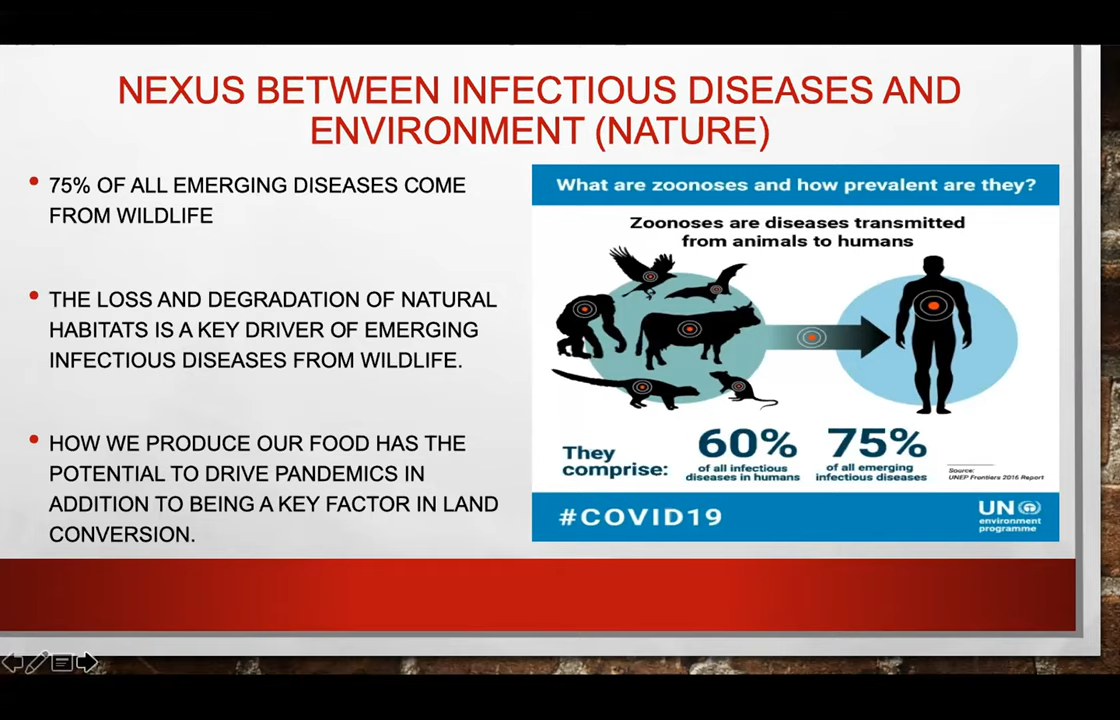 NEXUS BETWEEN INFECTIOUS DISEASES AND
ENVIRONMENT (NATURE)
• 75% OF ALL EMERGING DISEASES COME
FROM WILDLIFE
• THE LOSS AND DEGRADATION OF NATURAL
HABITATS IS A KEY DRIVER OF EMERGING
INFECTIOUS DISEASES FROM WILDLIFE.
• HOW WE PRODUCE OUR FOOD HAS THE
POTENTIAL TO DRIVE PANDEMICS IN
ADDITION TO BEING A KEY FACTOR IN LAND
CONVERSION.
What are zoonoses and how prevalent are they?
Zoonoses are diseases transmitted
from animals to humans
They
comprise:
60%
of all infectious
diseases in humans
75%
of all emerging
infectious diseases
Source:
UNEP Frontiers 2016 Report
#COVID19
UN
environment
programme